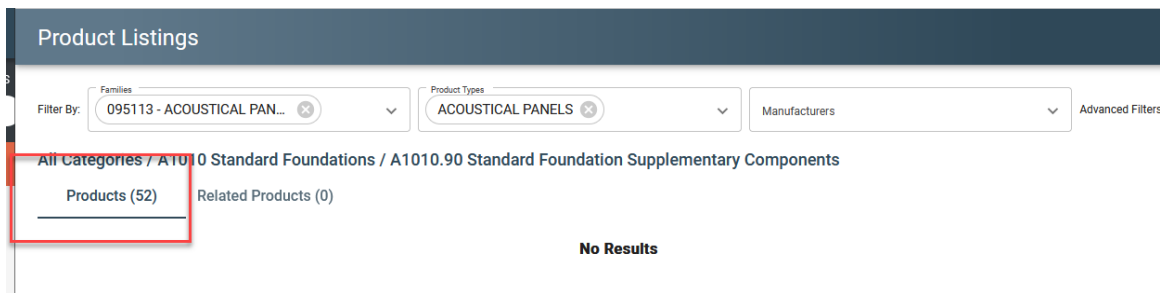 Product Listings
Families
Product Types
Filter By:
095113 - ACOUSTICAL PAN...
ACOUSTICAL PANELS
Manufacturers
Advanced Filters
All Categories / A1010 Standard Foundations / A1010.90 Standard Foundation Supplementary Components
Products (52)
Related Products (0)
No Results